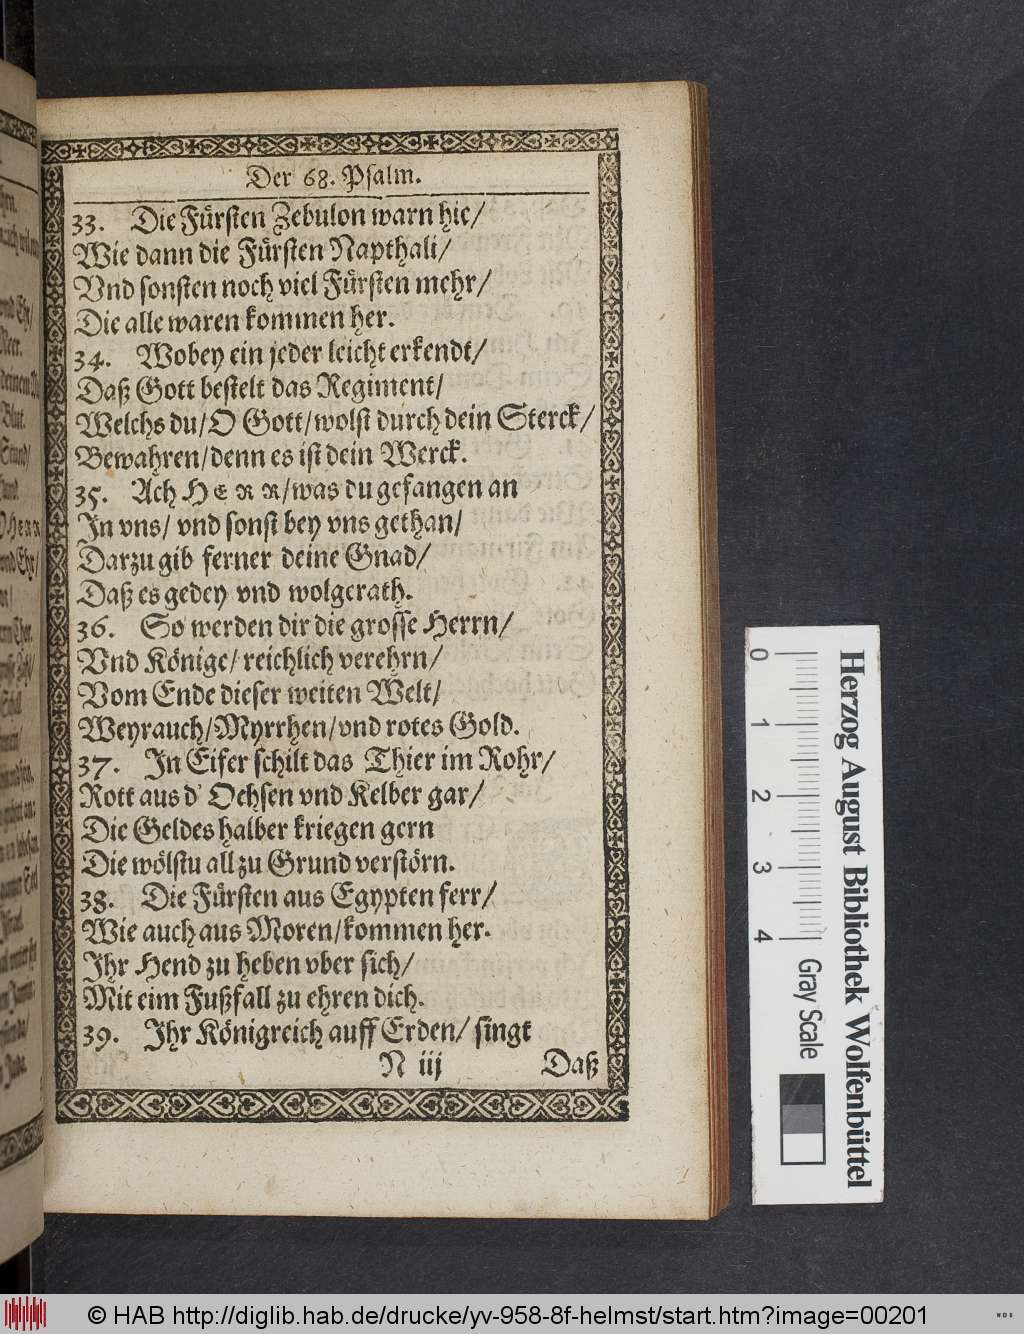 Der 68. Psalm.
33. Die Fürsten Zebulon warn hie/
Wie dann die Fürsten Napthali/
Vnd sonsten noch viel Fürsten mehr/
Die alle waren kommen her.
34. Wobey ein jeder leicht erkendt/
Daß Gott bestelt das Regiment/
Welchs du/O Gott/wolst durch dein Sterck/
Bewahren/denn es ist dein Werck.
35. Ach HERR/was du gefangen an
In vns/ vnd sonst bey vns gethan/
Darzu gib ferner deine Gnad/
Daß es gedey vnd wolgerath.
36. So werden dir die grosse Herrn/
Vnd Könige/ reichlich verehrn/
Vom Ende dieser weiten Welt/
Weyrauch/Myrrhen/vnd rotes Gold.
37. In Eifer schilt das Thier im Rohr/
Rott aus d' Ochsen vnd Kelber gar/
Die Geldes halber kriegen gern
Die wölstu all zu Grund verstörn.
38. Die Fürsten aus Egypten ferr/
Wie auch aus Moren/kommen her.
Ihr Hend zu heben vber sich/
Mit eim Fußfall zu ehren dich.
39. Ihr Königreich auff Erden/ singt
N iij Daß
0 1 2 3 4
Gray Scale
Herzog August Bibliothek Wolfenbüttel
© HAB http://diglib.hab.de/drucke/yv-958-8f-helmst/start.htm?image=00201